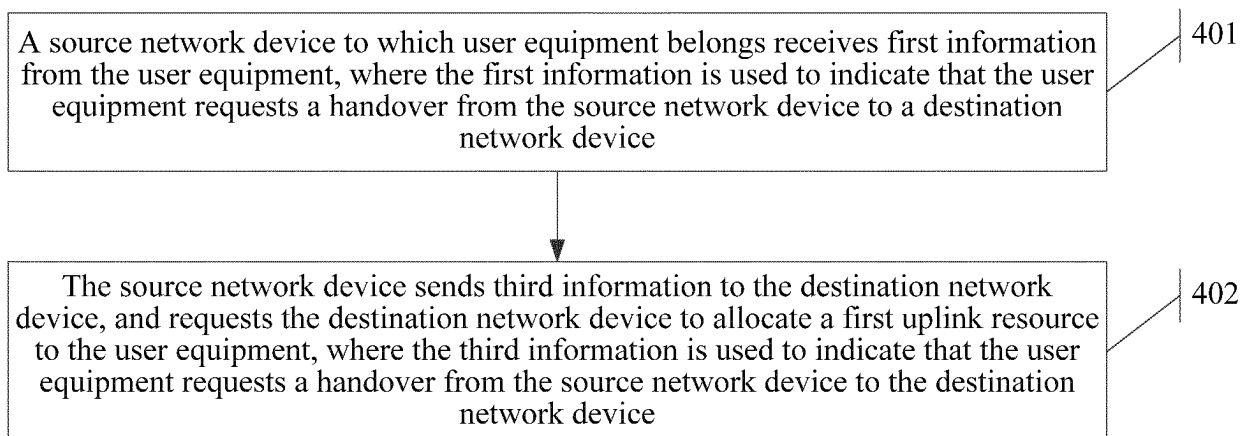 A source network device to which user equipment belongs receives first information
from the user equipment, where the first information is used to indicate that the user
equipment requests a handover from the source network device to a destination
network device
401
The source network device sends third information to the destination network
device, and requests the destination network device to allocate a first uplink resource
to the user equipment, where the third information is used to indicate that the user
equipment requests a handover from the source network device to the destination
network device
402